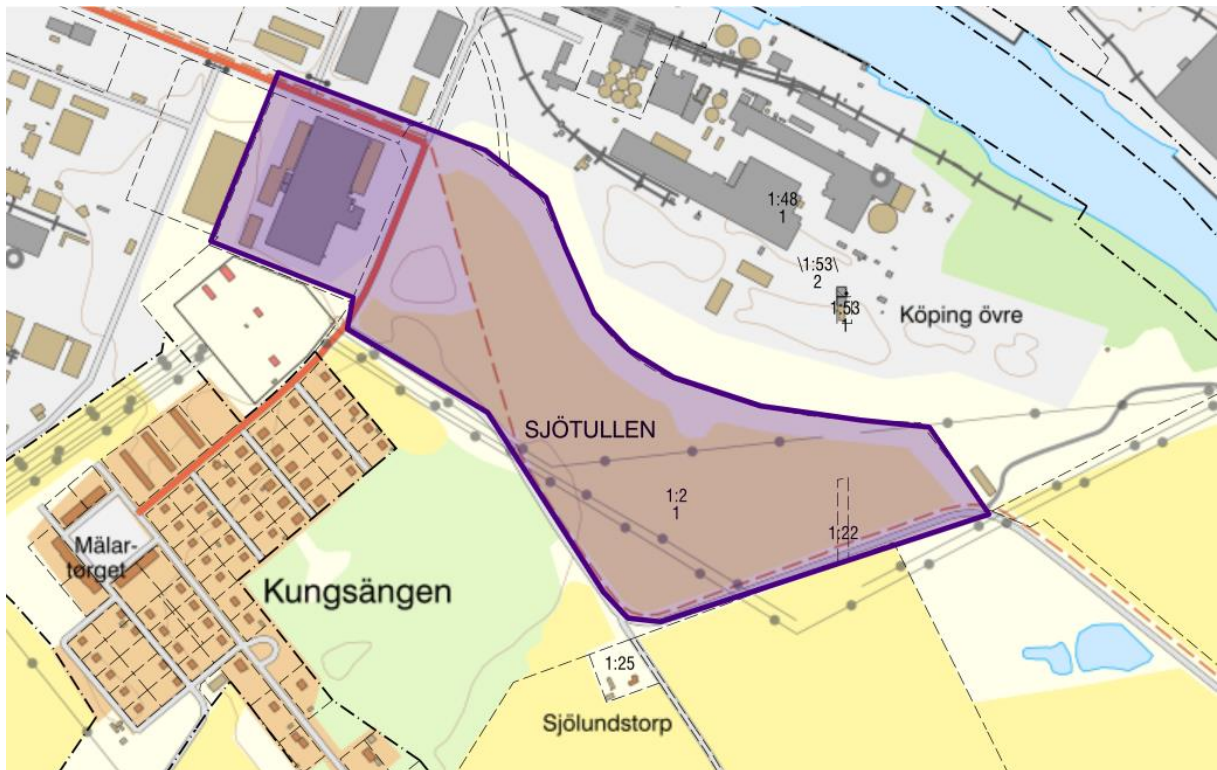 1:48
1
\1:53\
2
1:53
1
Köping övre
SJÖTULLEN
1:2
1
1:22
Mälar-
torget
Kungsängen
1:25
Sjölundstorp